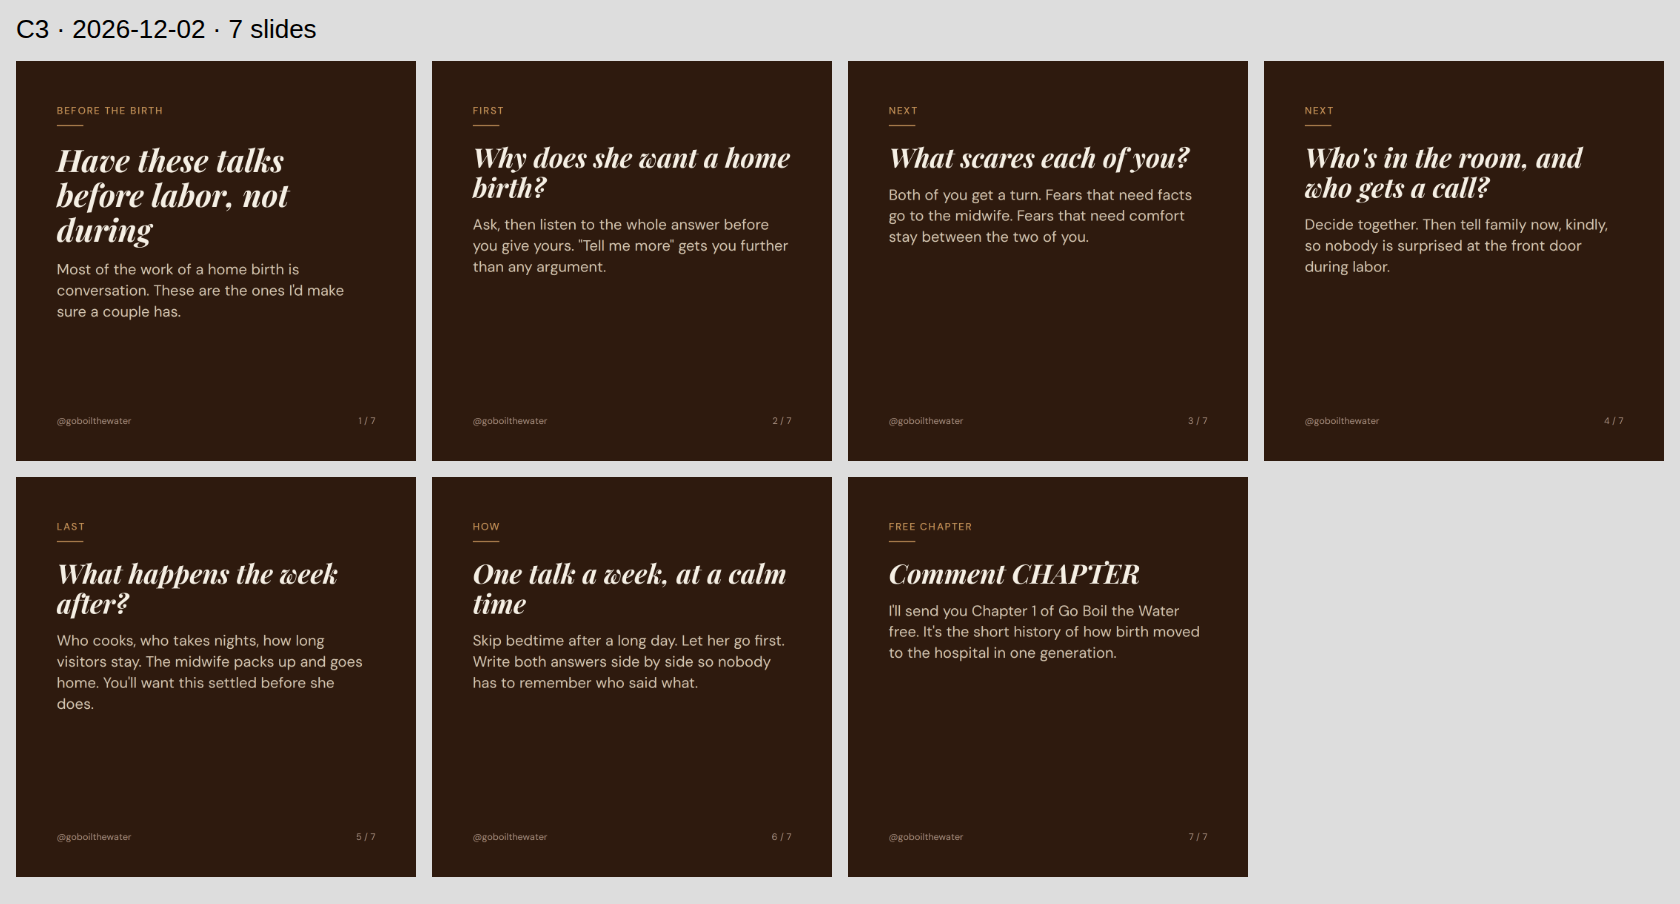 C3 · 2026-12-02 · 7 slides
BEFORE THE BIRTH
Have these talks
before labor, not
during
Most of the work of a home birth is
conversation. These are the ones I'd make
sure a couple has.
@goboilthewater
1 / 7
FIRST
Why does she want a home
birth?
Ask, then listen to the whole answer before
you give yours. "Tell me more" gets you further
than any argument.
@goboilthewater
2 / 7
NEXT
What scares each of you?
Both of you get a turn. Fears that need facts
go to the midwife. Fears that need comfort
stay between the two of you.
@goboilthewater
3 / 7
NEXT
Who's in the room, and
who gets a call?
Decide together. Then tell family now, kindly,
so nobody is surprised at the front door
during labor.
@goboilthewater
4 / 7
LAST
What happens the week
after?
Who cooks, who takes nights, how long
visitors stay. The midwife packs up and goes
home. You'll want this settled before she
does.
@goboilthewater
5 / 7
HOW
One talk a week, at a calm
time
Skip bedtime after a long day. Let her go first.
Write both answers side by side so nobody
has to remember who said what.
@goboilthewater
6 / 7
FREE CHAPTER
Comment CHAPTER
I'll send you Chapter 1 of Go Boil the Water
free. It's the short history of how birth moved
to the hospital in one generation.
@goboilthewater
7 / 7